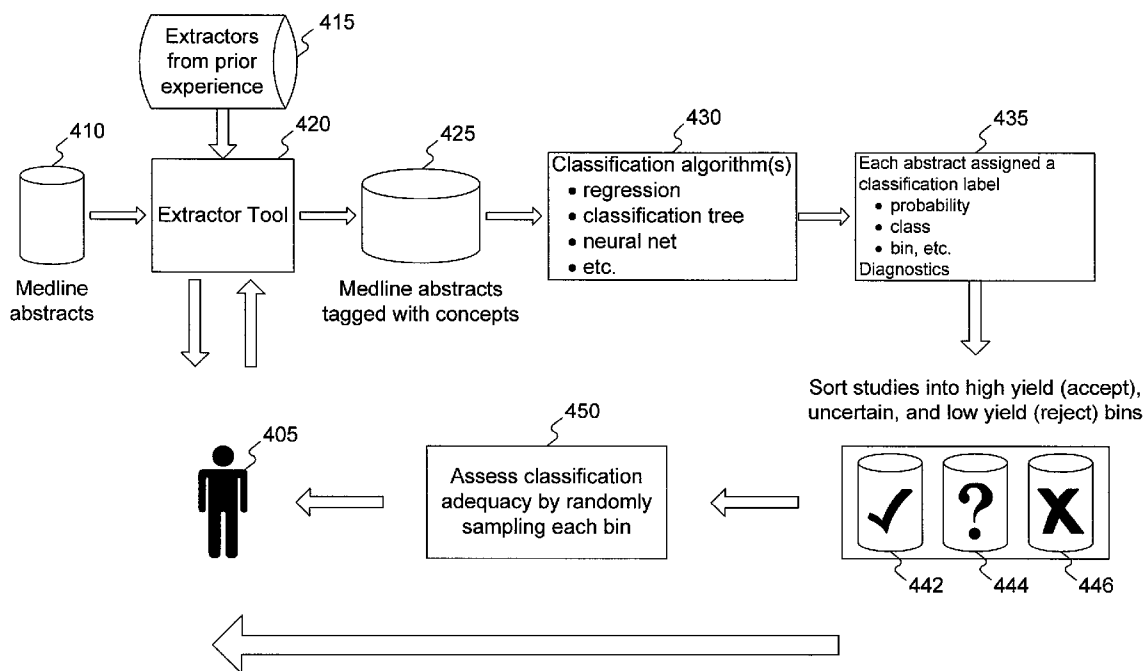 Extractors
from prior
experience
415
410
420
425
430
435
Extractor Tool
Classification algorithm(s)
• regression
• classification tree
• neural net
• etc.
Each abstract assigned a
classification label
• probability
• class
• bin, etc.
Diagnostics
Medline
abstracts
Medline abstracts
tagged with concepts
Sort studies into high yield (accept),
uncertain, and low yield (reject) bins
405
450
Assess classification
adequacy by randomly
sampling each bin
?
442
444
446